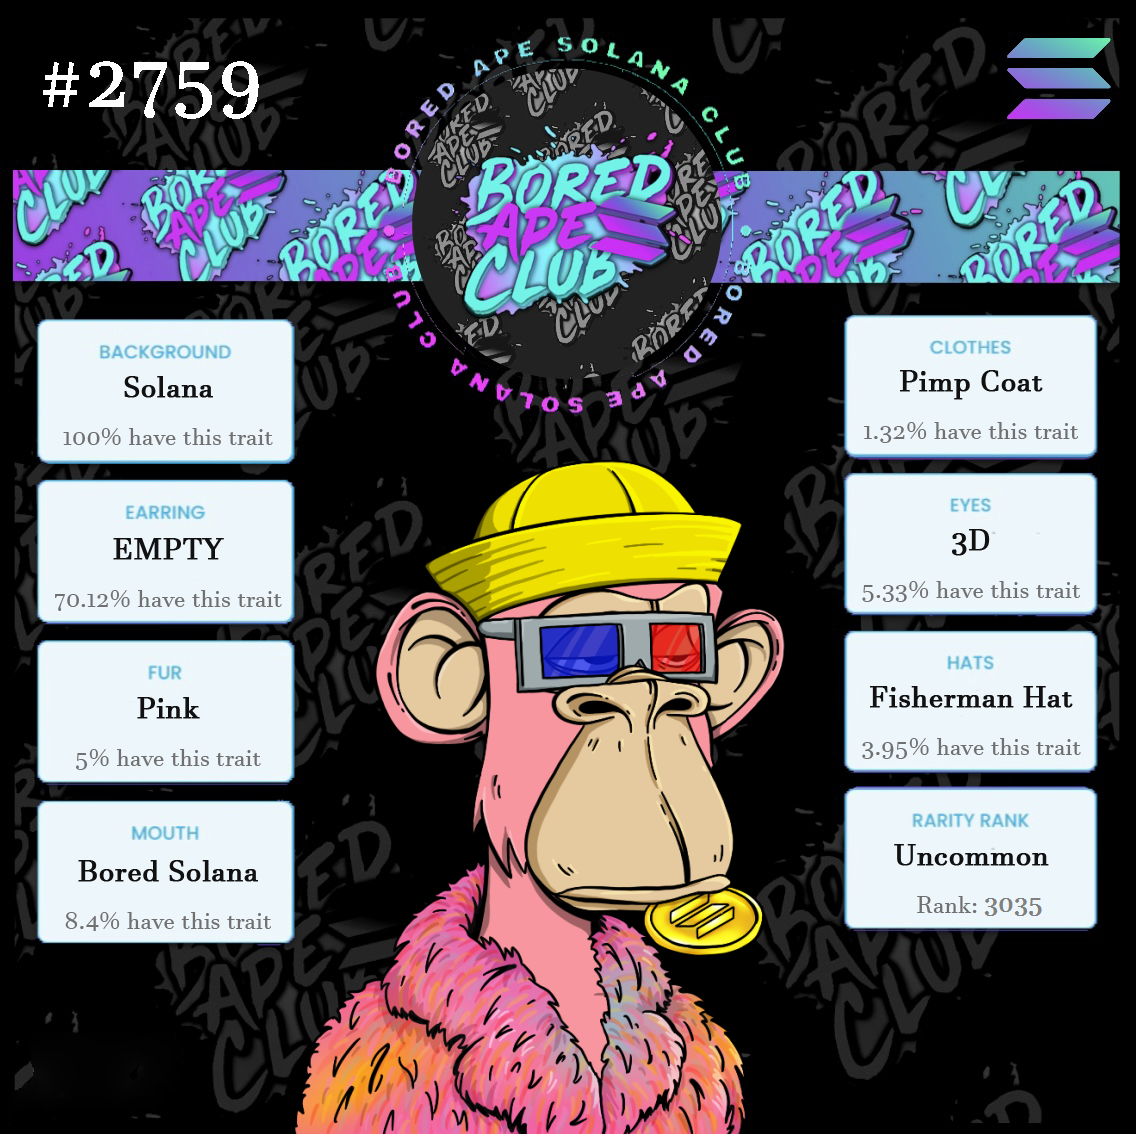 #2759
BORED APE SOLANA CLUB
BORED
APE
CLUB
BORED APE SOLANA CLUB
BACKGROUND
Solana
100% have this trait
EARRING
EMPTY
70.12% have this trait
FUR
Pink
5% have this trait
MOUTH
Bored Solana
8.4% have this trait
CLOTHES
Pimp Coat
1.32% have this trait
EYES
3D
5.33% have this trait
HATS
Fisherman Hat
3.95% have this trait
RARITY RANK
Uncommon
Rank: 3035